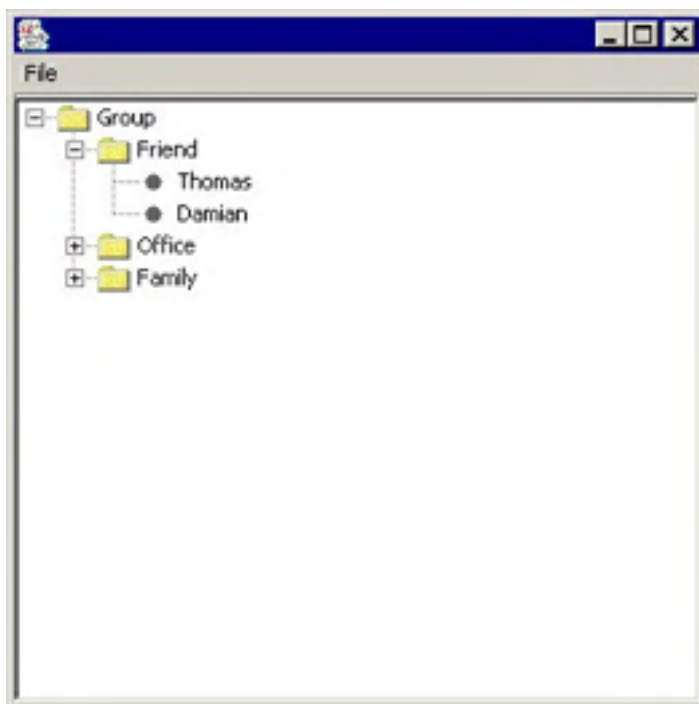 File
Group
Friend
Thomas
Damian
Office
Family